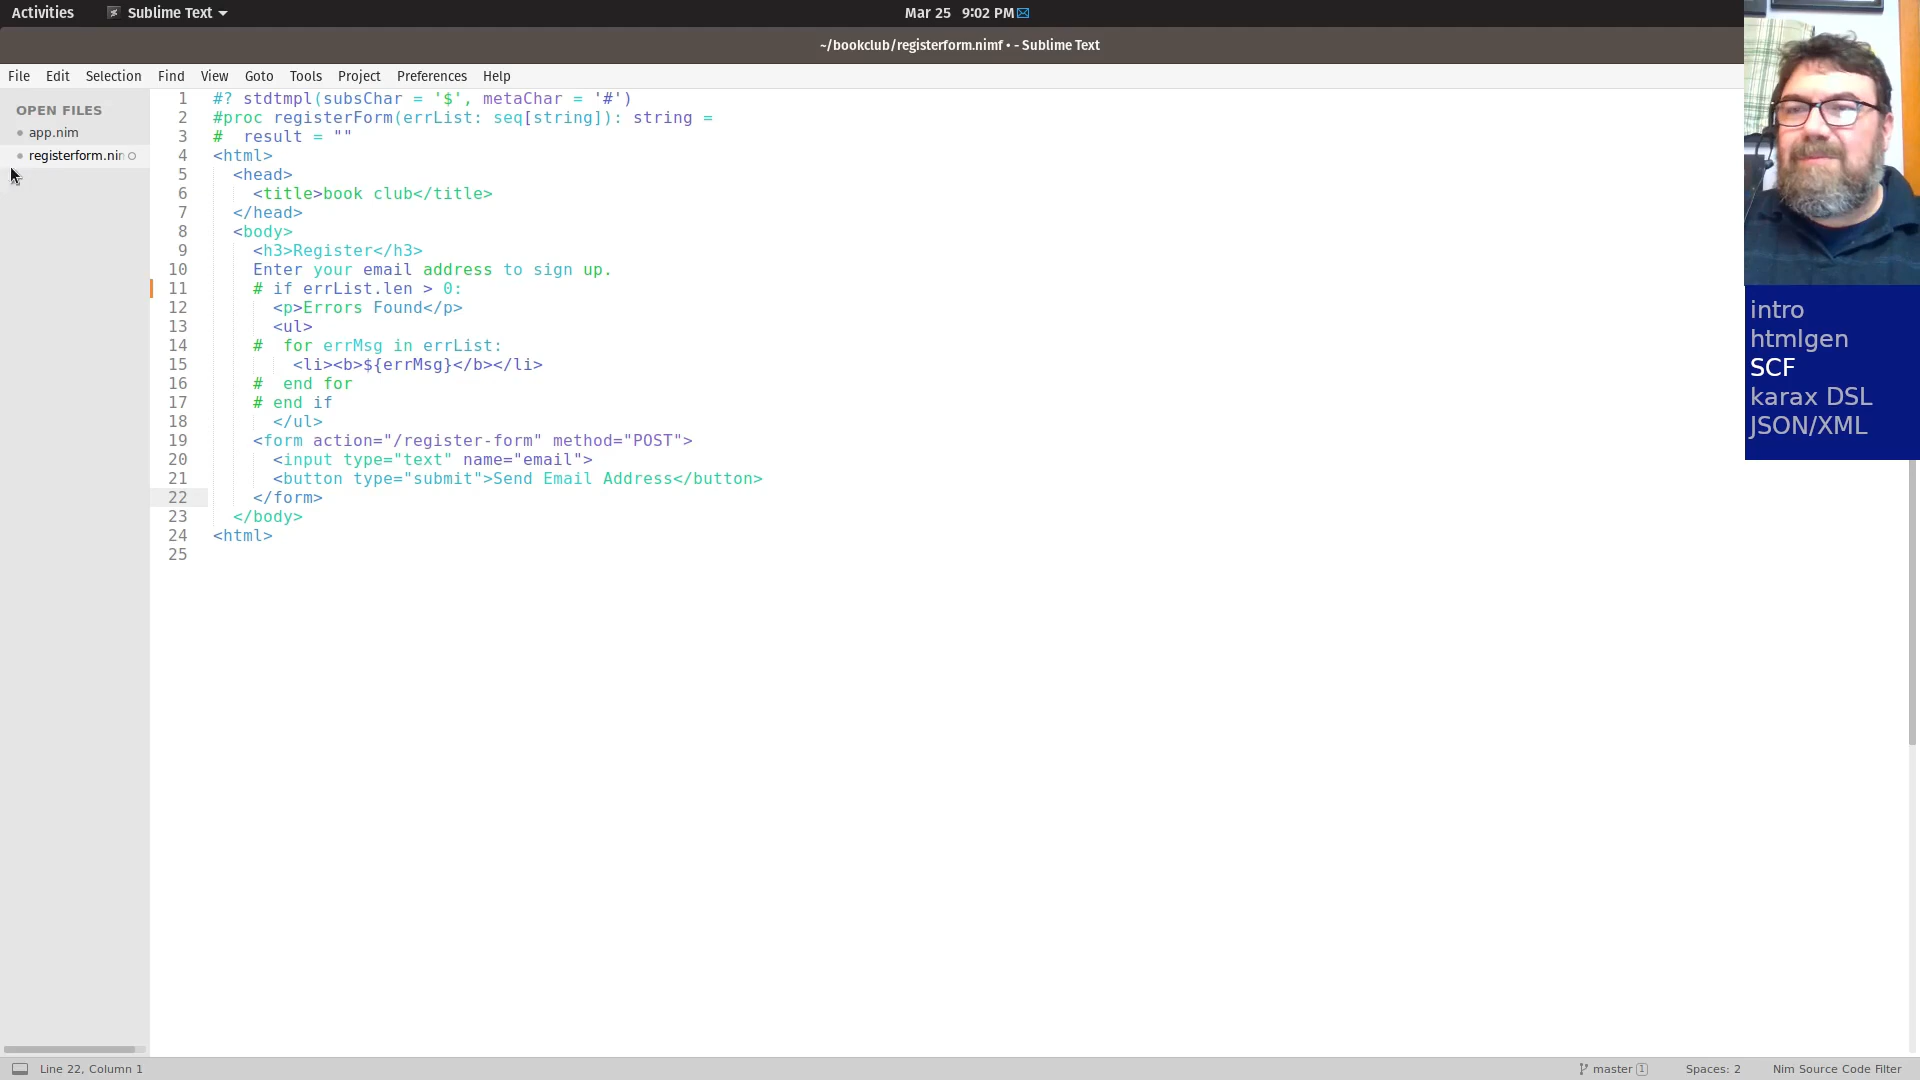 Activities
Sublime Text
Mar 25 9:02 PM
~/bookclub/registerform.nimf • - Sublime Text
File Edit Selection Find View Goto Tools Project Preferences Help
OPEN FILES
app.nim
registerform.nin
1 #? stdtmpl(subsChar = '$', metaChar = '#')
2 #proc registerForm(errList: seq[string]): string =
3 #  result = ""
4 <html>
5   <head>
6     <title>book club</title>
7   </head>
8   <body>
9     <h3>Register</h3>
10     Enter your email address to sign up.
11     # if errList.len > 0:
12       <p>Errors Found</p>
13       <ul>
14     #  for errMsg in errList:
15         <li><b>${errMsg}</b></li>
16     #  end for
17     # end if
18       </ul>
19     <form action="/register-form" method="POST">
20       <input type="text" name="email">
21       <button type="submit">Send Email Address</button>
22     </form>
23   </body>
24 <html>
25
intro
htmlgen
SCF
karax DSL
JSON/XML
Line 22, Column 1
master 1
Spaces: 2
Nim Source Code Filter